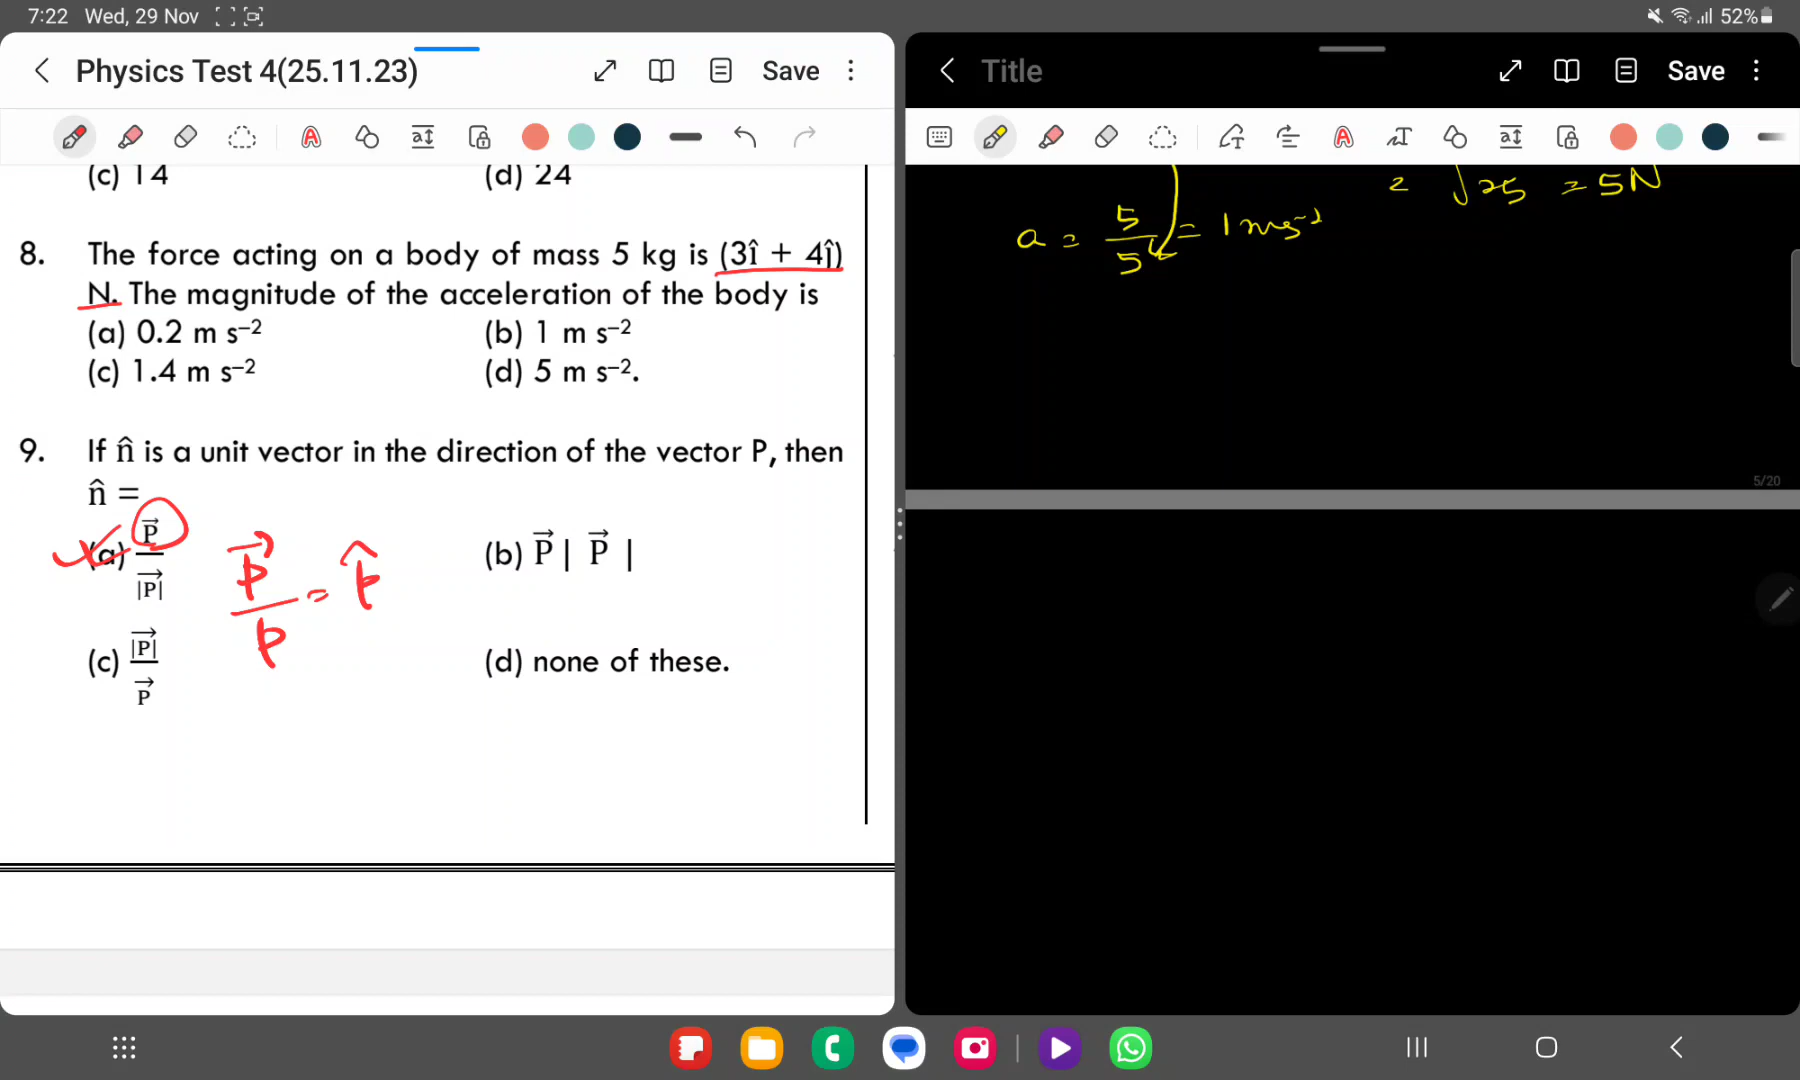 7:22 Wed, 29 Nov
52%
Physics Test 4(25.11.23)
Save
(c) 14 (d) 24
8. The force acting on a body of mass 5 kg is (3î + 4ĵ)
N. The magnitude of the acceleration of the body is
(a) 0.2 m s⁻² (b) 1 m s⁻²
(c) 1.4 m s⁻² (d) 5 m s⁻².
9. If n̂ is a unit vector in the direction of the vector P, then
n̂ =
(a) P⃗ / |P⃗| (b) P⃗ | P⃗ |
P⃗ / P = P̂
(c) |P⃗| / P⃗ (d) none of these.
Title
Save
= √25 = 5N
a = 5/5 = 1 ms⁻²
5/20